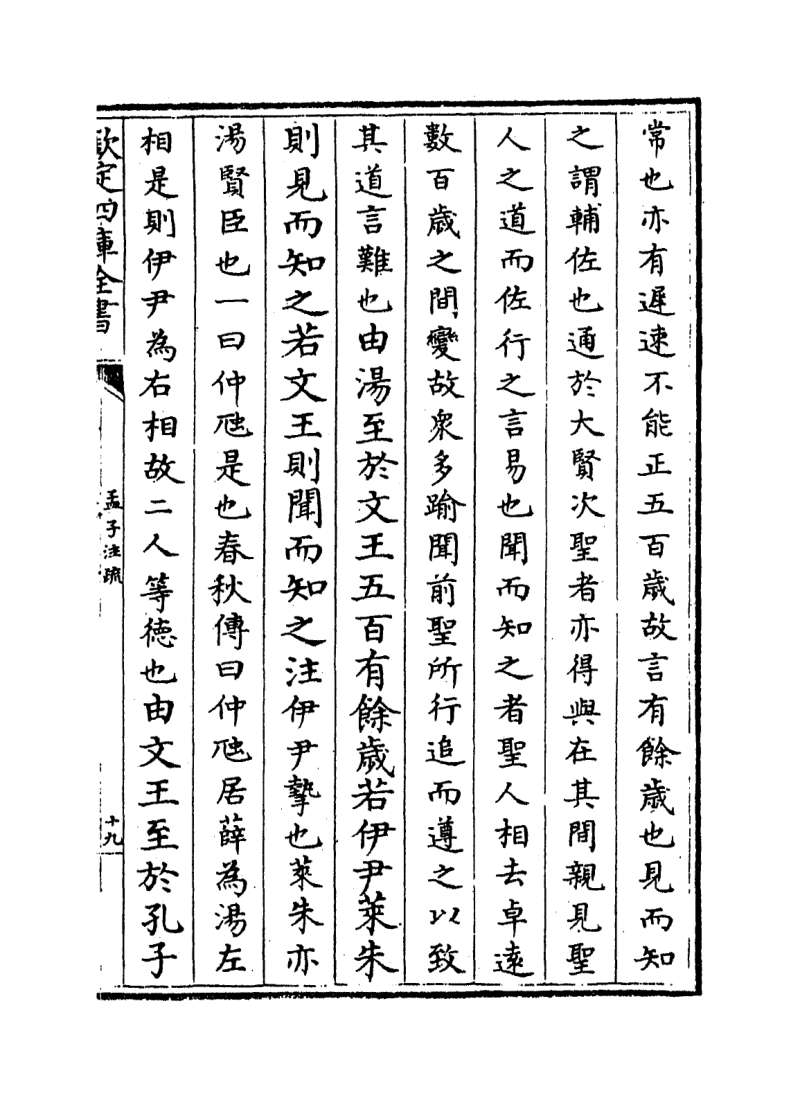 常也亦有遲速不能正五百歲故言有餘歲也見而知
之謂輔佐也通於大賢次聖者亦得與在其間親見聖
人之道而佐行之言易也聞而知之者聖人相去卓遠
數百歲之間變故衆多踰聞前聖所行追而遵之以致
其道言難也由湯至於文王五百有餘歲若伊尹萊朱
則見而知之若文王則聞而知之注伊尹摯也萊朱亦
湯賢臣也一曰仲虺是也春秋傳曰仲虺居薛為湯左
相是則伊尹為右相故二人等德也由文王至於孔子
欽定四庫全書
孟子注疏
十九